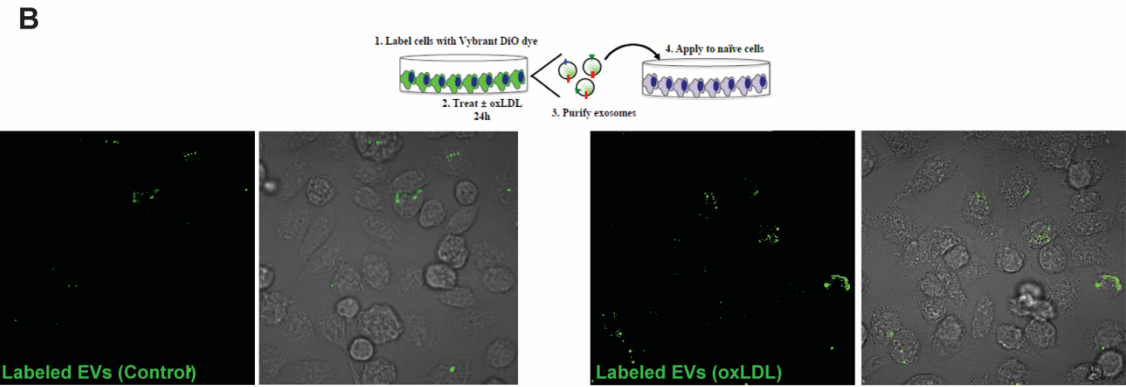 B
1. Label cells with Vybrant DiO dye
4. Apply to naïve cells
2. Treat ± oxLDL
24h
3. Purify exosomes
Labeled EVs (Control)
Labeled EVs (oxLDL)